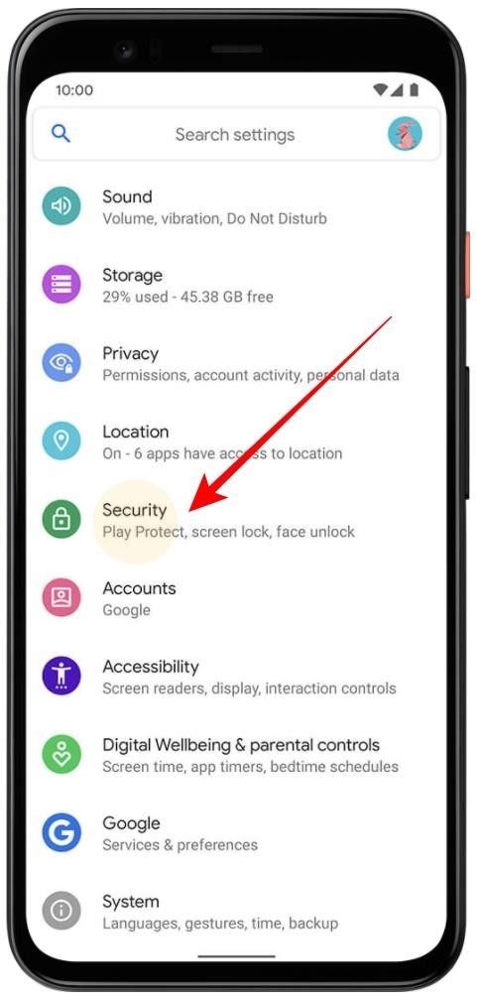 10:00
Search settings
Sound
Volume, vibration, Do Not Disturb
Storage
29% used - 45.38 GB free
Privacy
Permissions, account activity, personal data
Location
On - 6 apps have access to location
Security
Play Protect, screen lock, face unlock
Accounts
Google
Accessibility
Screen readers, display, interaction controls
Digital Wellbeing & parental controls
Screen time, app timers, bedtime schedules
Google
Services & preferences
System
Languages, gestures, time, backup